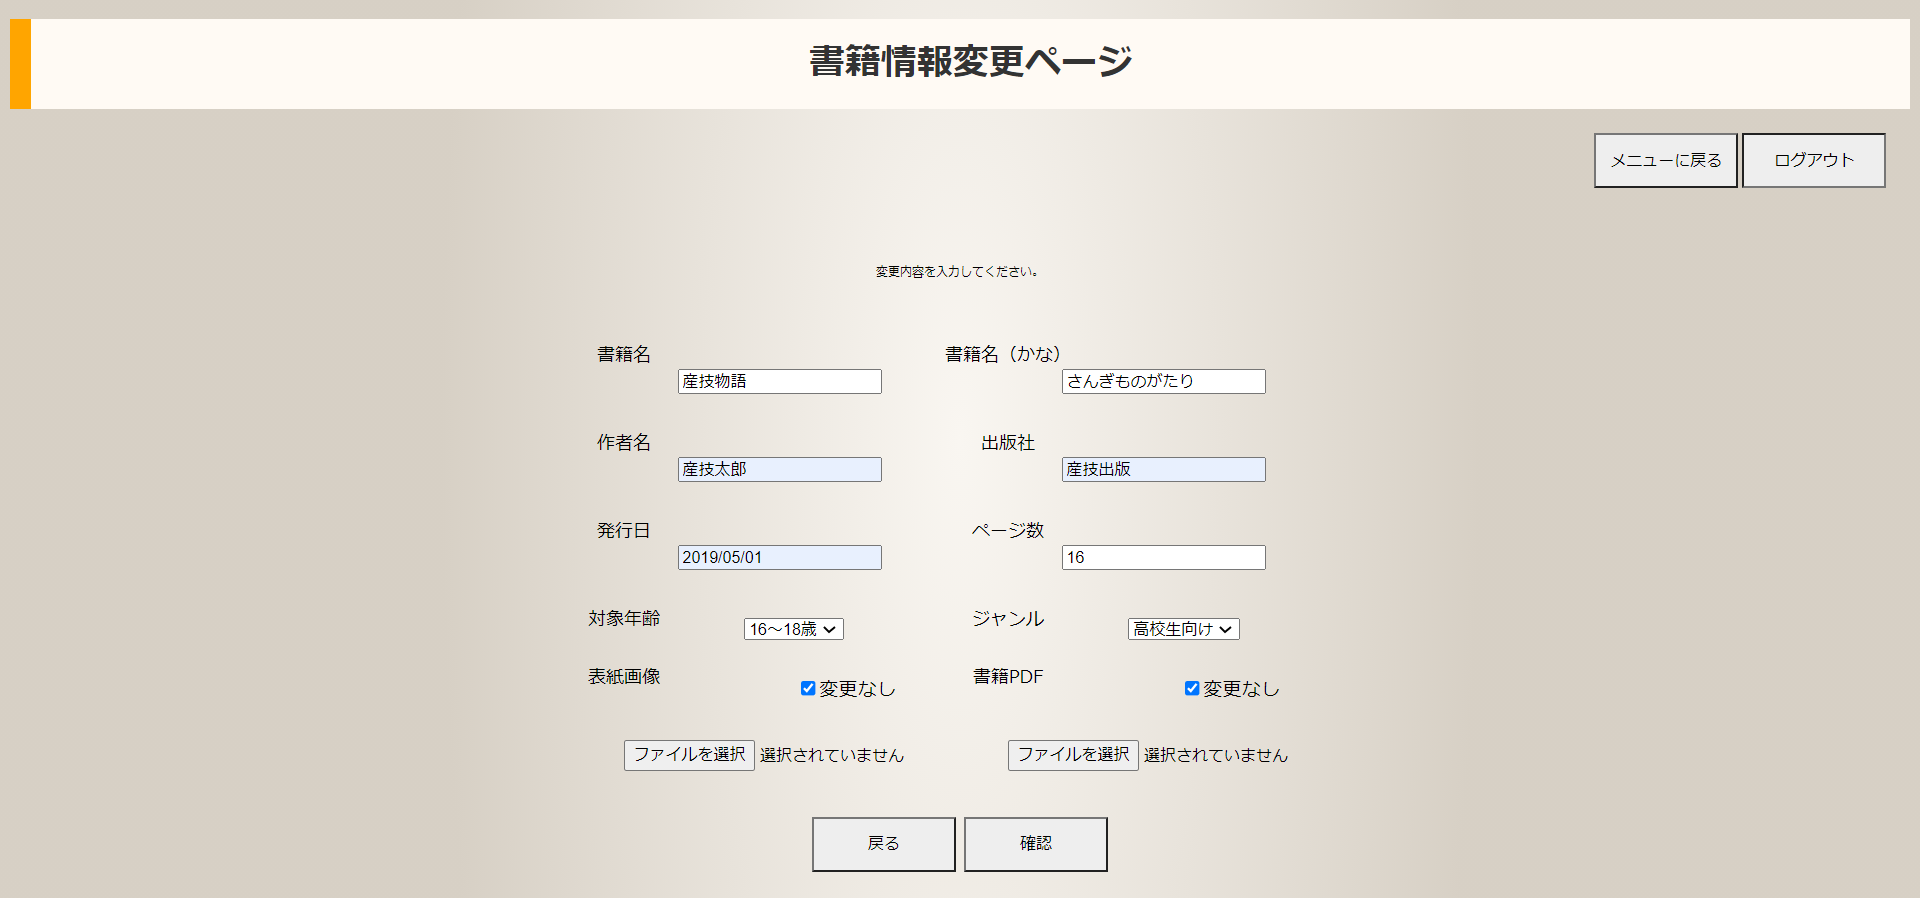 書籍情報変更ページ
メニューに戻る ログアウト
変更内容を入力してください。
書籍名 書籍名（かな）
産技物語 さんぎものがたり
作者名 出版社
産技太郎 産技出版
発行日 ページ数
2019/05/01 16
対象年齢 16～18歳 ジャンル 高校生向け
表紙画像 変更なし 書籍PDF 変更なし
ファイルを選択 選択されていません ファイルを選択 選択されていません
戻る 確認